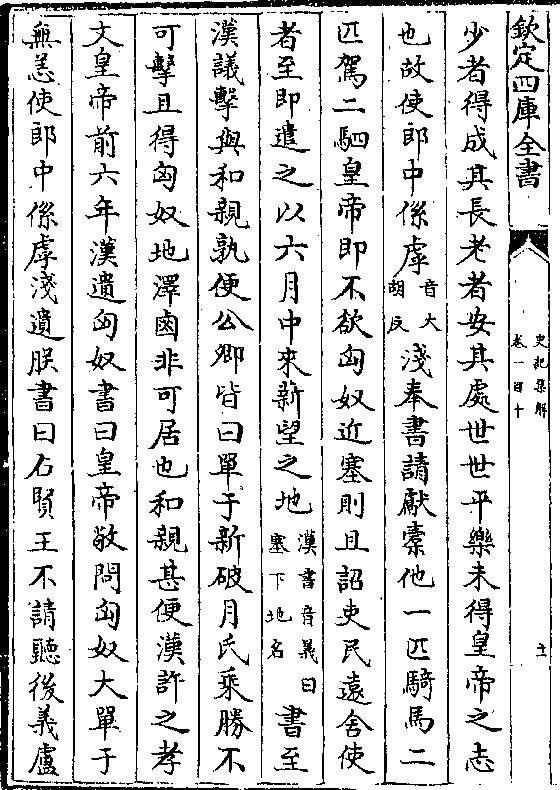 欽定四庫全書
史記集解
卷一百十
十
少者得成其長老者安其處世世平樂未得皇帝之志
也故使郎中係虖音火胡反淺奉書請獻橐他一匹騎馬二
匹駕二駟皇帝即不欲匈奴近塞則且詔吏民遠舍使
者至即遣之以六月中來薪望之地漢書音義曰塞下地名書至
漢議擊與和親孰便公卿皆曰單于新破月氏乗勝不
可擊且得匈奴地澤鹵非可居也和親甚便漢許之孝
文皇帝前六年漢遺匈奴書曰皇帝敬問匈奴大單于
無恙使郎中係虖淺遺朕書曰右賢王不請聽後義盧